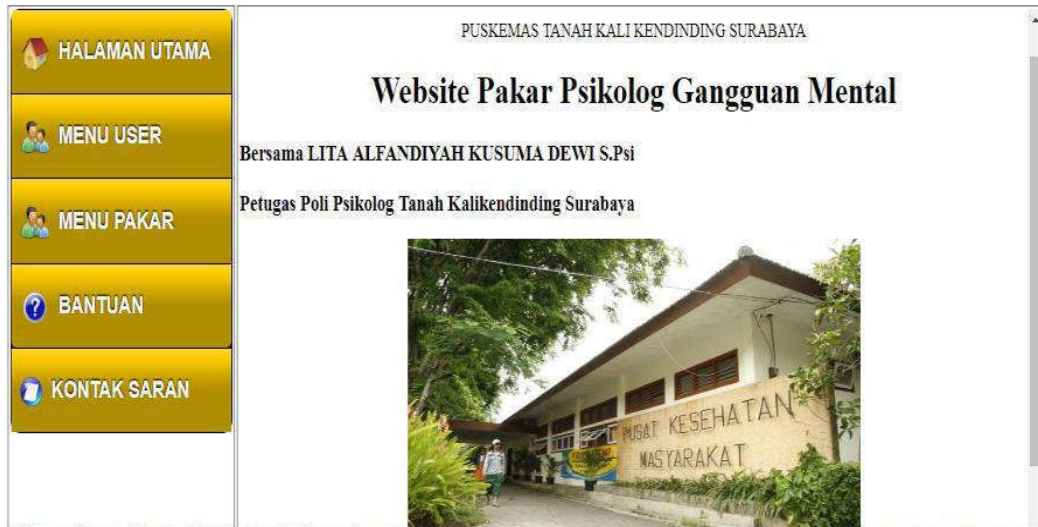 HALAMAN UTAMA
MENU USER
MENU PAKAR
BANTUAN
KONTAK SARAN
PUSKEMAS TANAH KALI KENDINDING SURABAYA
Website Pakar Psikolog Gangguan Mental
Bersama LITA ALFANDIYAH KUSUMA DEWI S.Psi
Petugas Poli Psikolog Tanah Kalikendinding Surabaya
PUSAT KESEHATAN
MASYARAKAT